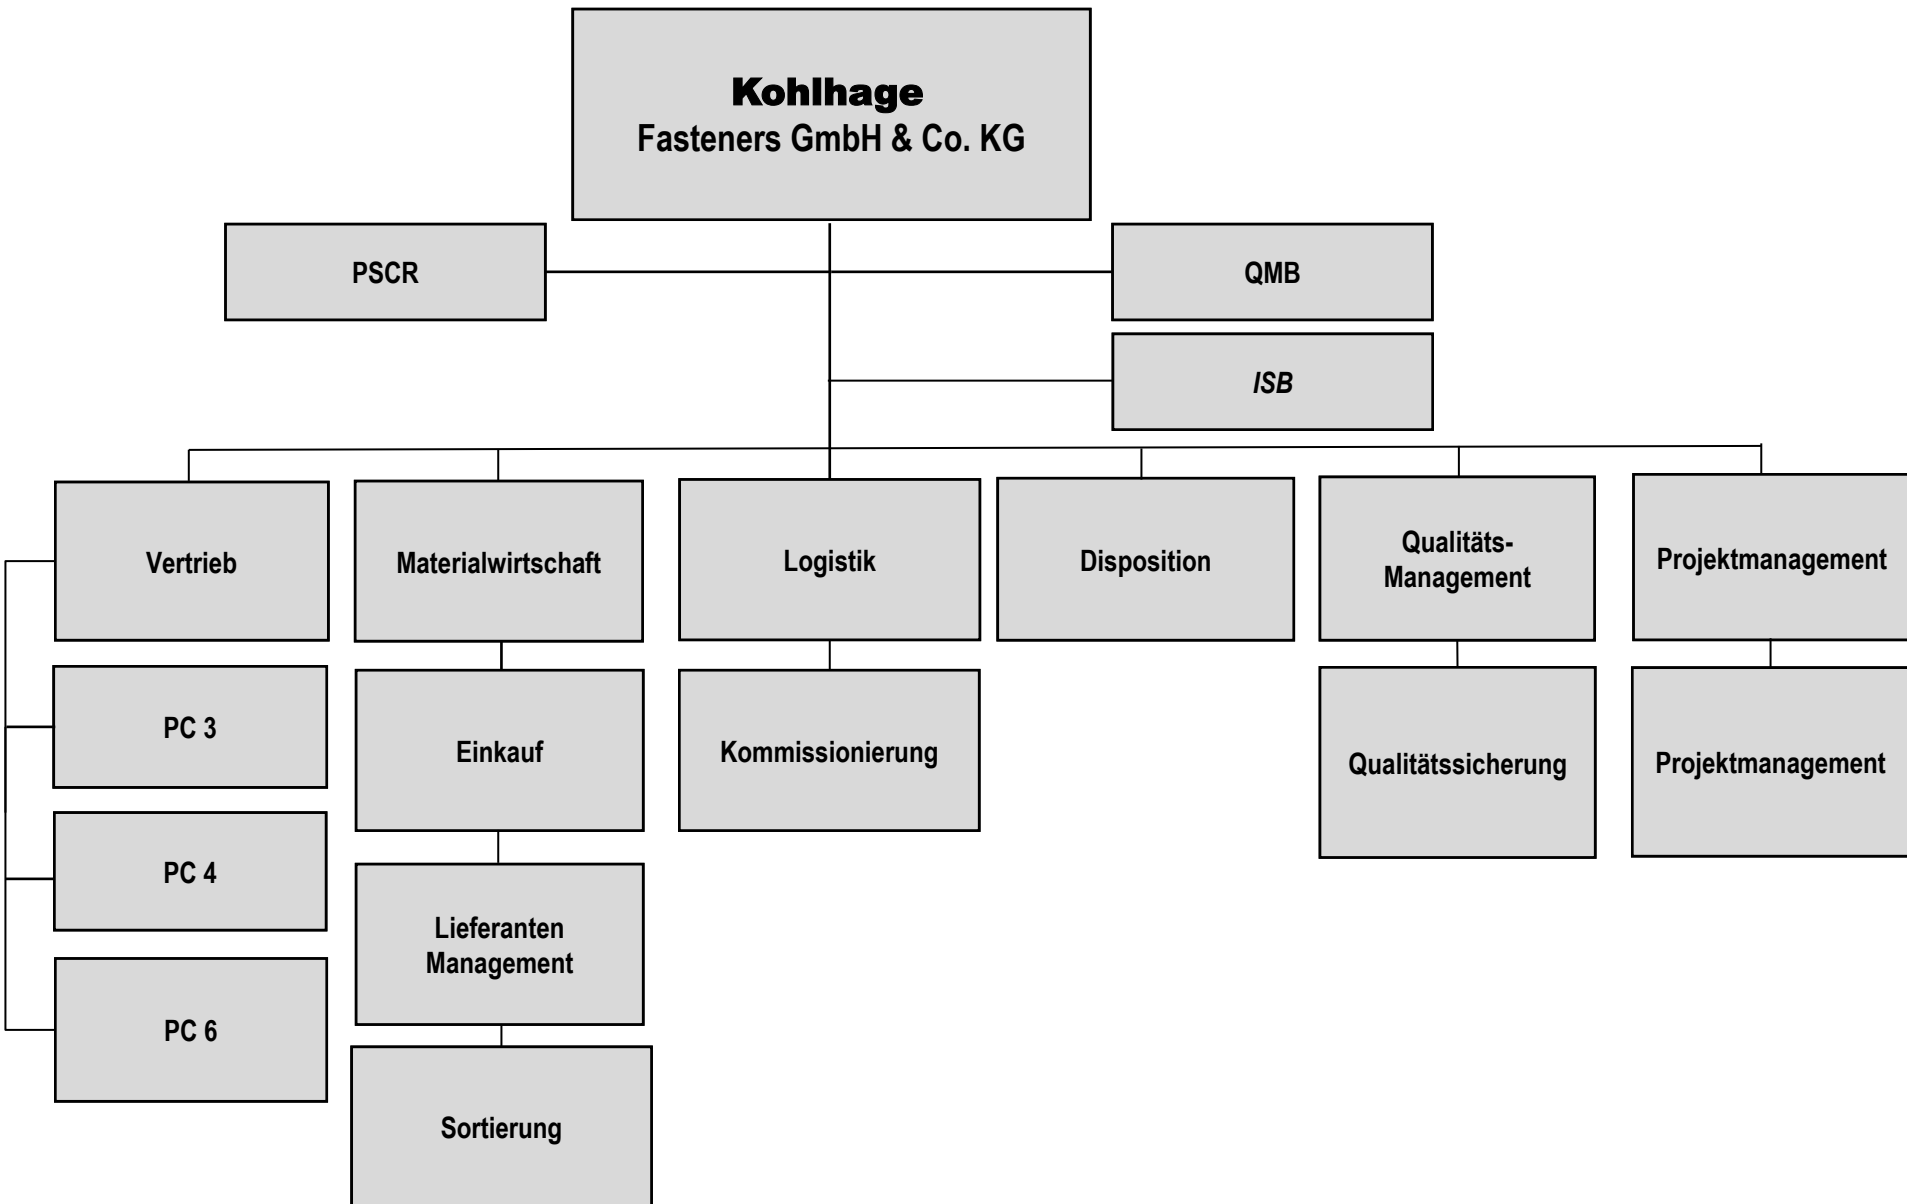 Kohlhage
Fasteners GmbH & Co. KG
PSCR
QMB
ISB
Vertrieb
Materialwirtschaft
Logistik
Disposition
Qualitäts-
Management
Projektmanagement
PC 3
Einkauf
Kommissionierung
Qualitätssicherung
Projektmanagement
PC 4
Lieferanten
Management
PC 6
Sortierung